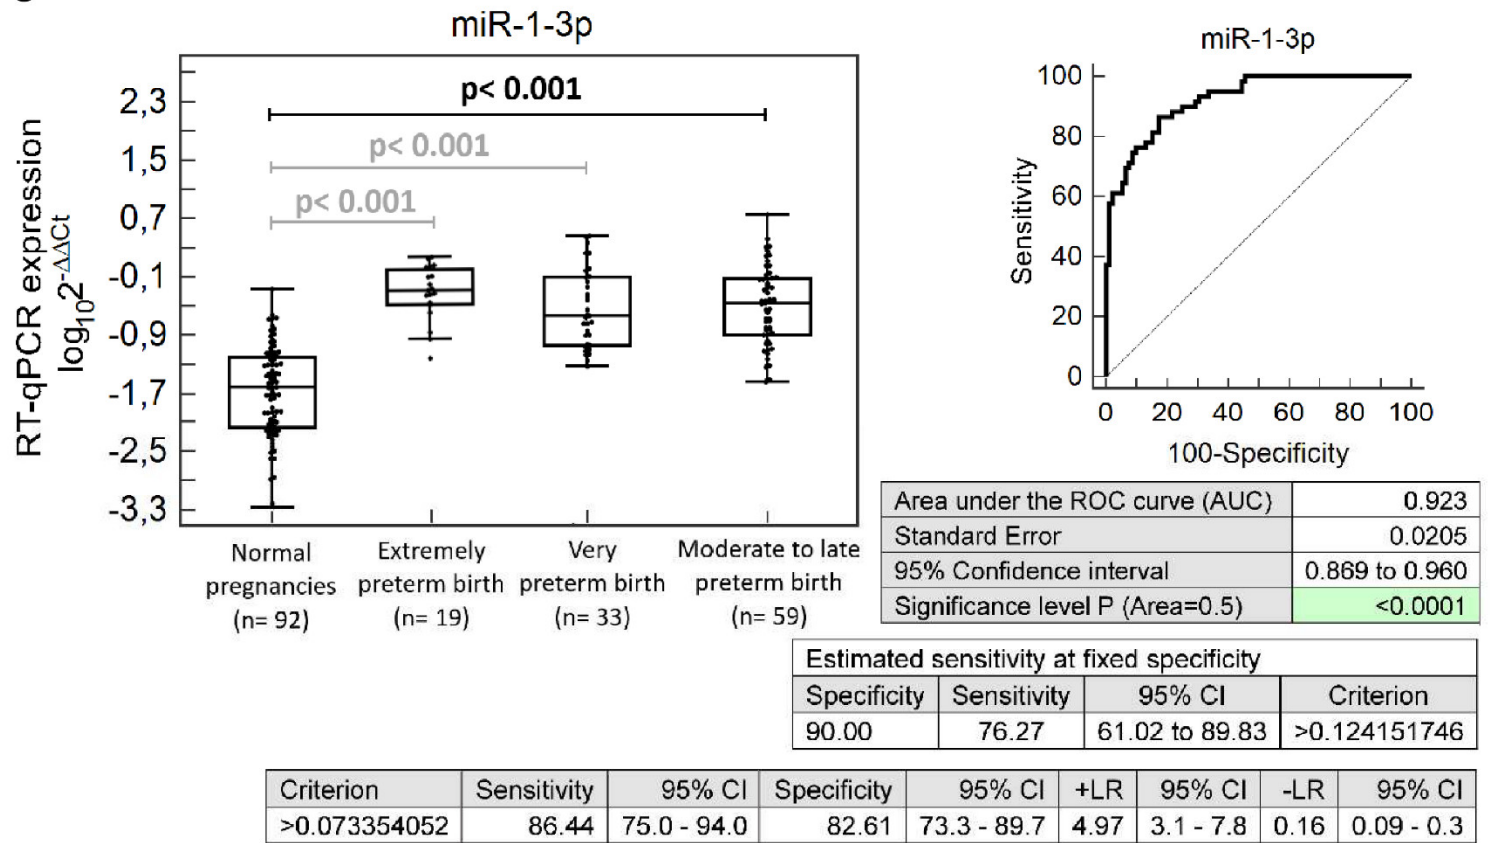 miR-1-3p
RT-qPCR expression
log₁₀2^-ΔΔCt
2,3
1,5
0,7
-0,1
-0,9
-1,7
-2,5
-3,3
p< 0.001
p< 0.001
p< 0.001
Normal pregnancies (n= 92)
Extremely preterm birth (n= 19)
Very preterm birth (n= 33)
Moderate to late preterm birth (n= 59)
miR-1-3p
Sensitivity
100
80
60
40
20
0
0 20 40 60 80 100
100-Specificity
Area under the ROC curve (AUC) 0.923
Standard Error 0.0205
95% Confidence interval 0.869 to 0.960
Significance level P (Area=0.5) <0.0001
Estimated sensitivity at fixed specificity
Specificity Sensitivity 95% CI Criterion
90.00 76.27 61.02 to 89.83 >0.124151746
Criterion Sensitivity 95% CI Specificity 95% CI +LR 95% CI -LR 95% CI
>0.073354052 86.44 75.0 - 94.0 82.61 73.3 - 89.7 4.97 3.1 - 7.8 0.16 0.09 - 0.3